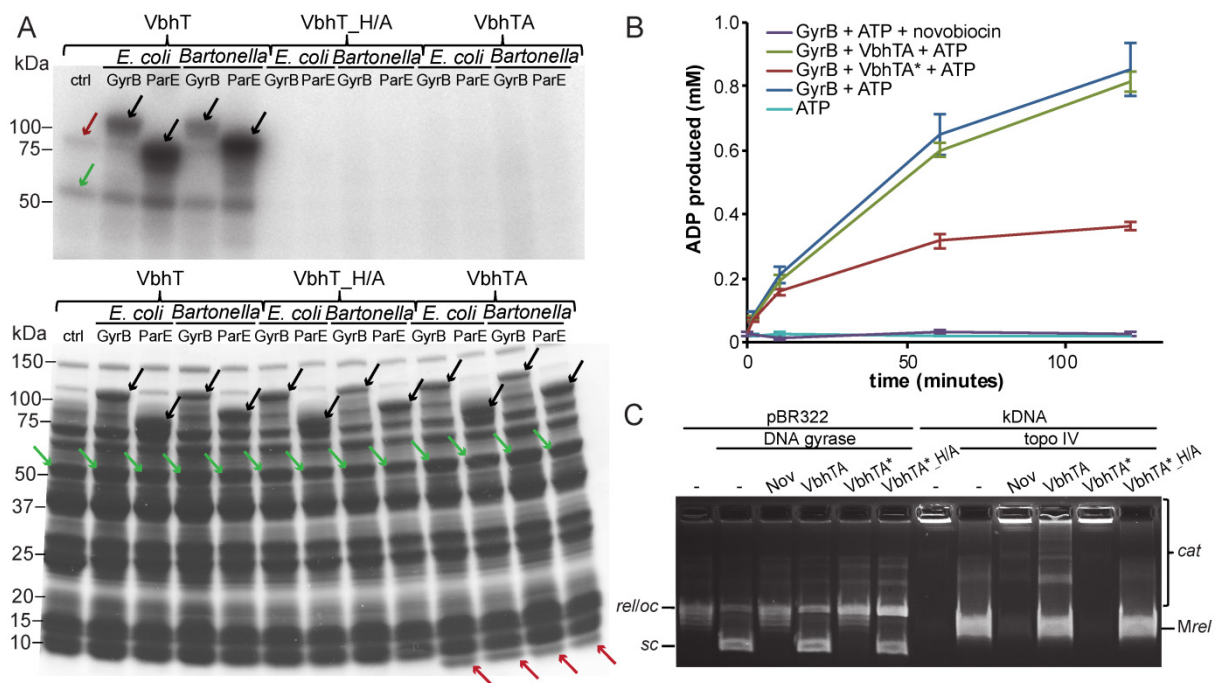 A
VbhT VbhT_H/A VbhTA
E. coli Bartonella E. coli Bartonella E. coli Bartonella
kDa ctrl GyrB ParE GyrB ParE GyrB ParE GyrB ParE GyrB ParE GyrB ParE
100
75
50
VbhT VbhT_H/A VbhTA
E. coli Bartonella E. coli Bartonella E. coli Bartonella
kDa ctrl GyrB ParE GyrB ParE GyrB ParE GyrB ParE GyrB ParE GyrB ParE
150
100
75
50
37
25
20
15
10
B
GyrB + ATP + novobiocin
GyrB + VbhTA + ATP
GyrB + VbhTA* + ATP
GyrB + ATP
ATP
ADP produced (mM)
1.0
0.8
0.6
0.4
0.2
0
0 50 100
time (minutes)
C
pBR322 kDNA
DNA gyrase topo IV
- - Nov VbhTA VbhTA* VbhTA*_H/A - - Nov VbhTA VbhTA* VbhTA*_H/A
cat
rel/oc
Mrel
sc